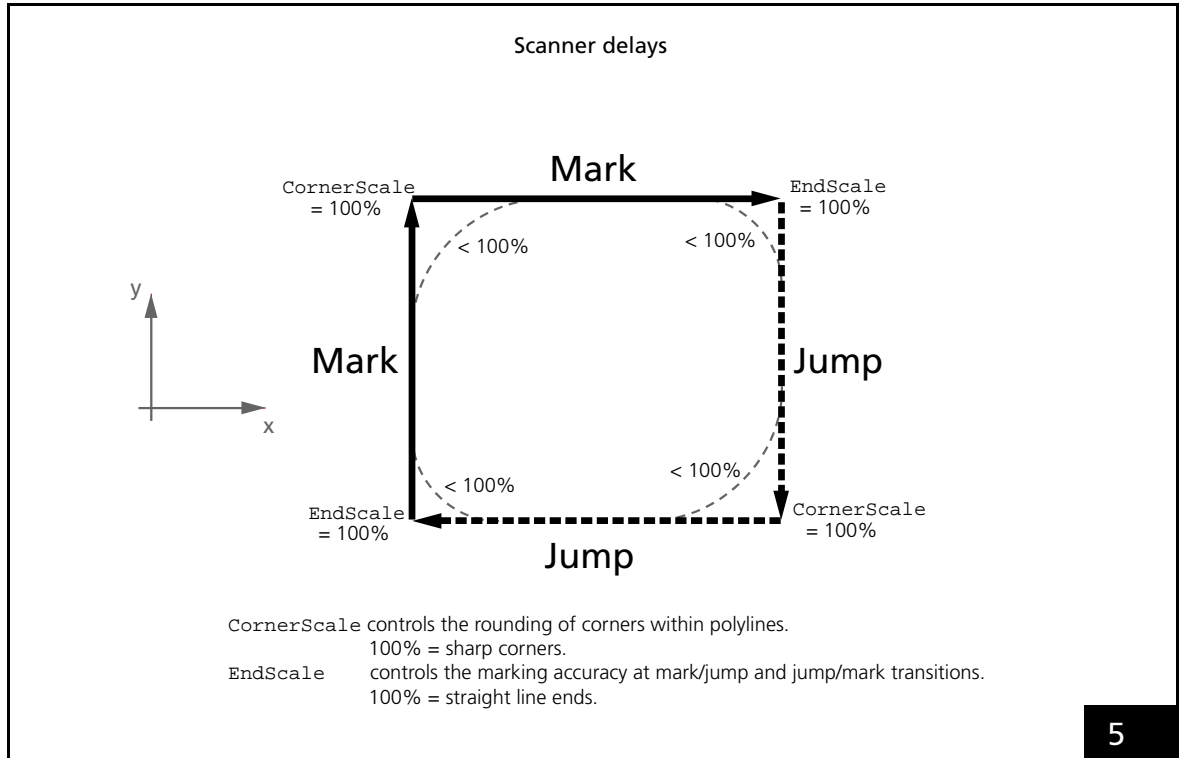 Scanner delays
Mark
CornerScale
= 100%
EndScale
= 100%
< 100%
< 100%
y
x
Mark
Jump
< 100%
< 100%
EndScale
= 100%
CornerScale
= 100%
Jump
CornerScale controls the rounding of corners within polylines.
100% = sharp corners.
EndScale controls the marking accuracy at mark/jump and jump/mark transitions.
100% = straight line ends.
5